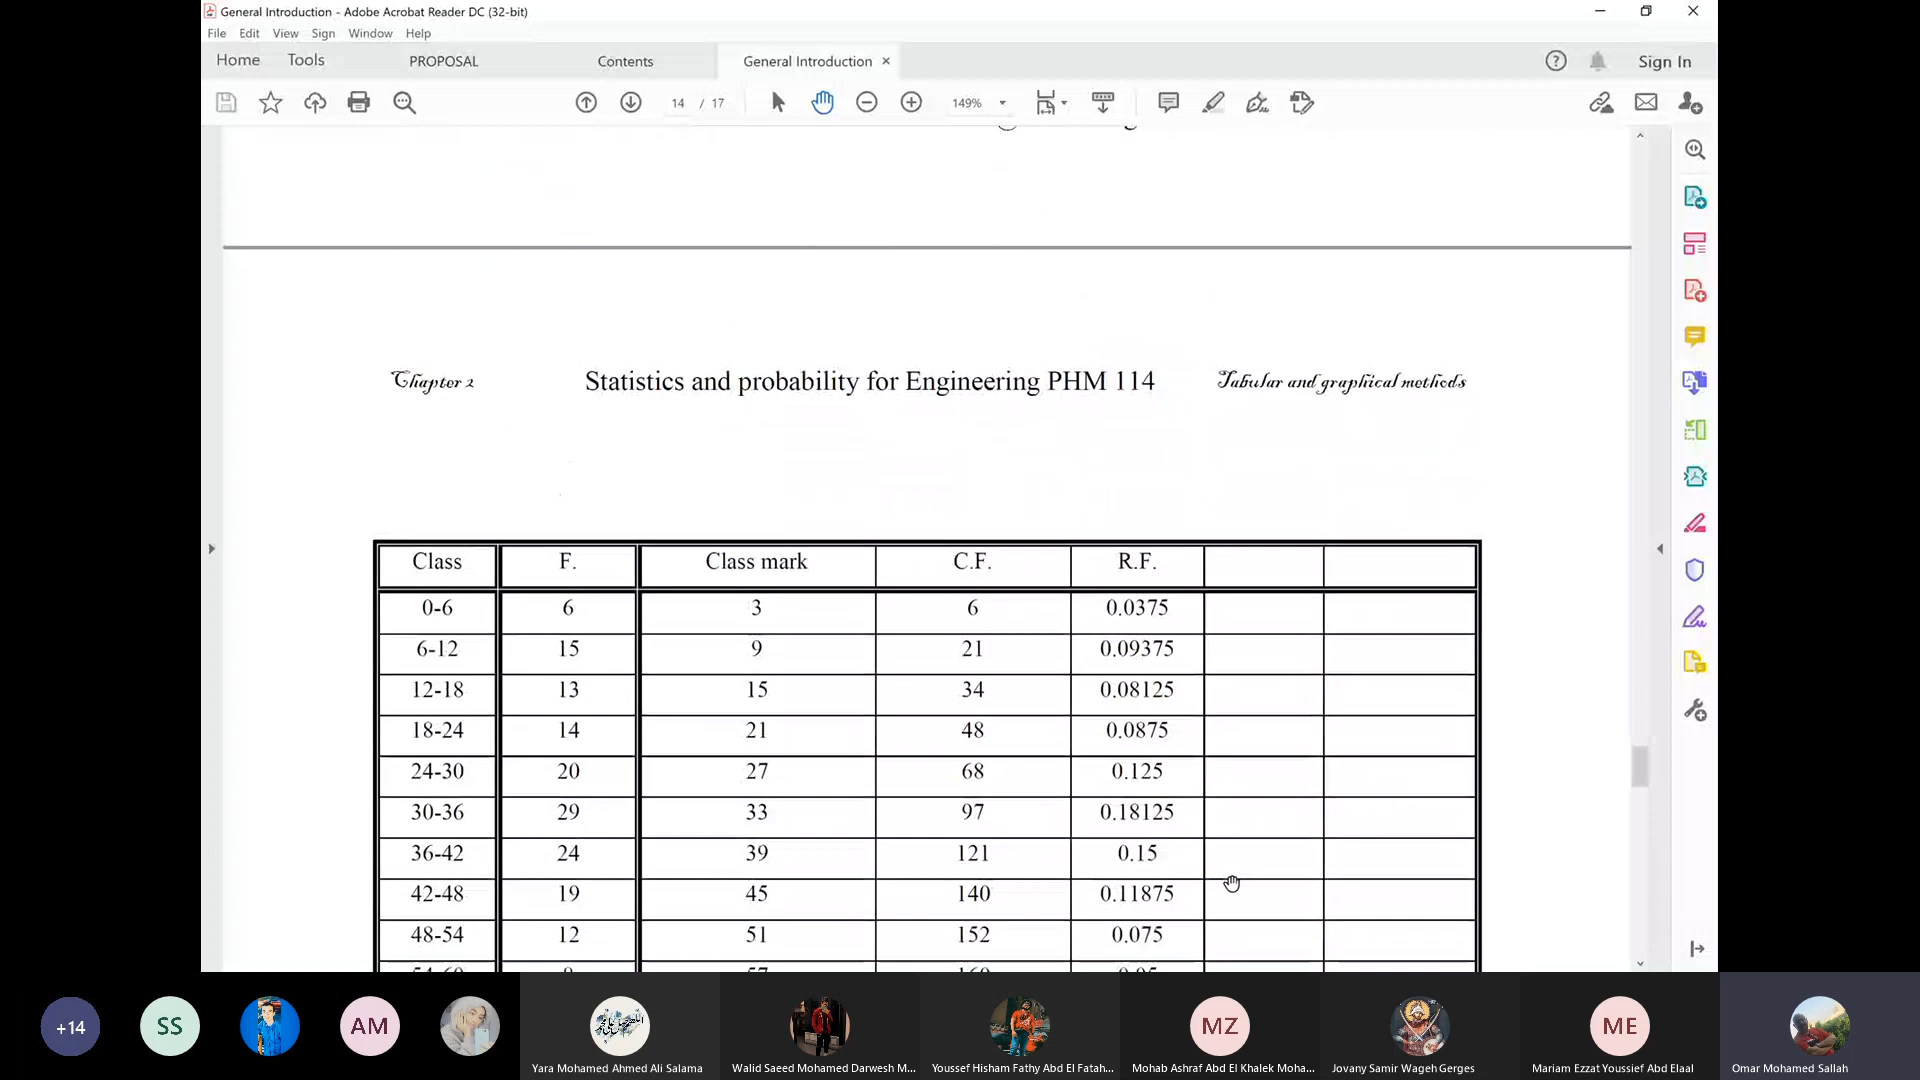 General Introduction - Adobe Acrobat Reader DC (32-bit)
File Edit View Sign Window Help
Home Tools PROPOSAL Contents General Introduction ×
Sign In
14 / 17 149%
Chapter 2 Statistics and probability for Engineering PHM 114 Tabular and graphical methods
Class F. Class mark C.F. R.F.
0-6 6 3 6 0.0375
6-12 15 9 21 0.09375
12-18 13 15 34 0.08125
18-24 14 21 48 0.0875
24-30 20 27 68 0.125
30-36 29 33 97 0.18125
36-42 24 39 121 0.15
42-48 19 45 140 0.11875
48-54 12 51 152 0.075
54-60 8 57 160 0.05
+14 SS AM MZ ME
Yara Mohamed Ahmed Ali Salama Walid Saeed Mohamed Darwesh M... Youssef Hisham Fathy Abd El Fatah... Mohab Ashraf Abd El Khalek Moha... Jovany Samir Wageh Gerges Mariam Ezzat Youssief Abd Elaal Omar Mohamed Sallah